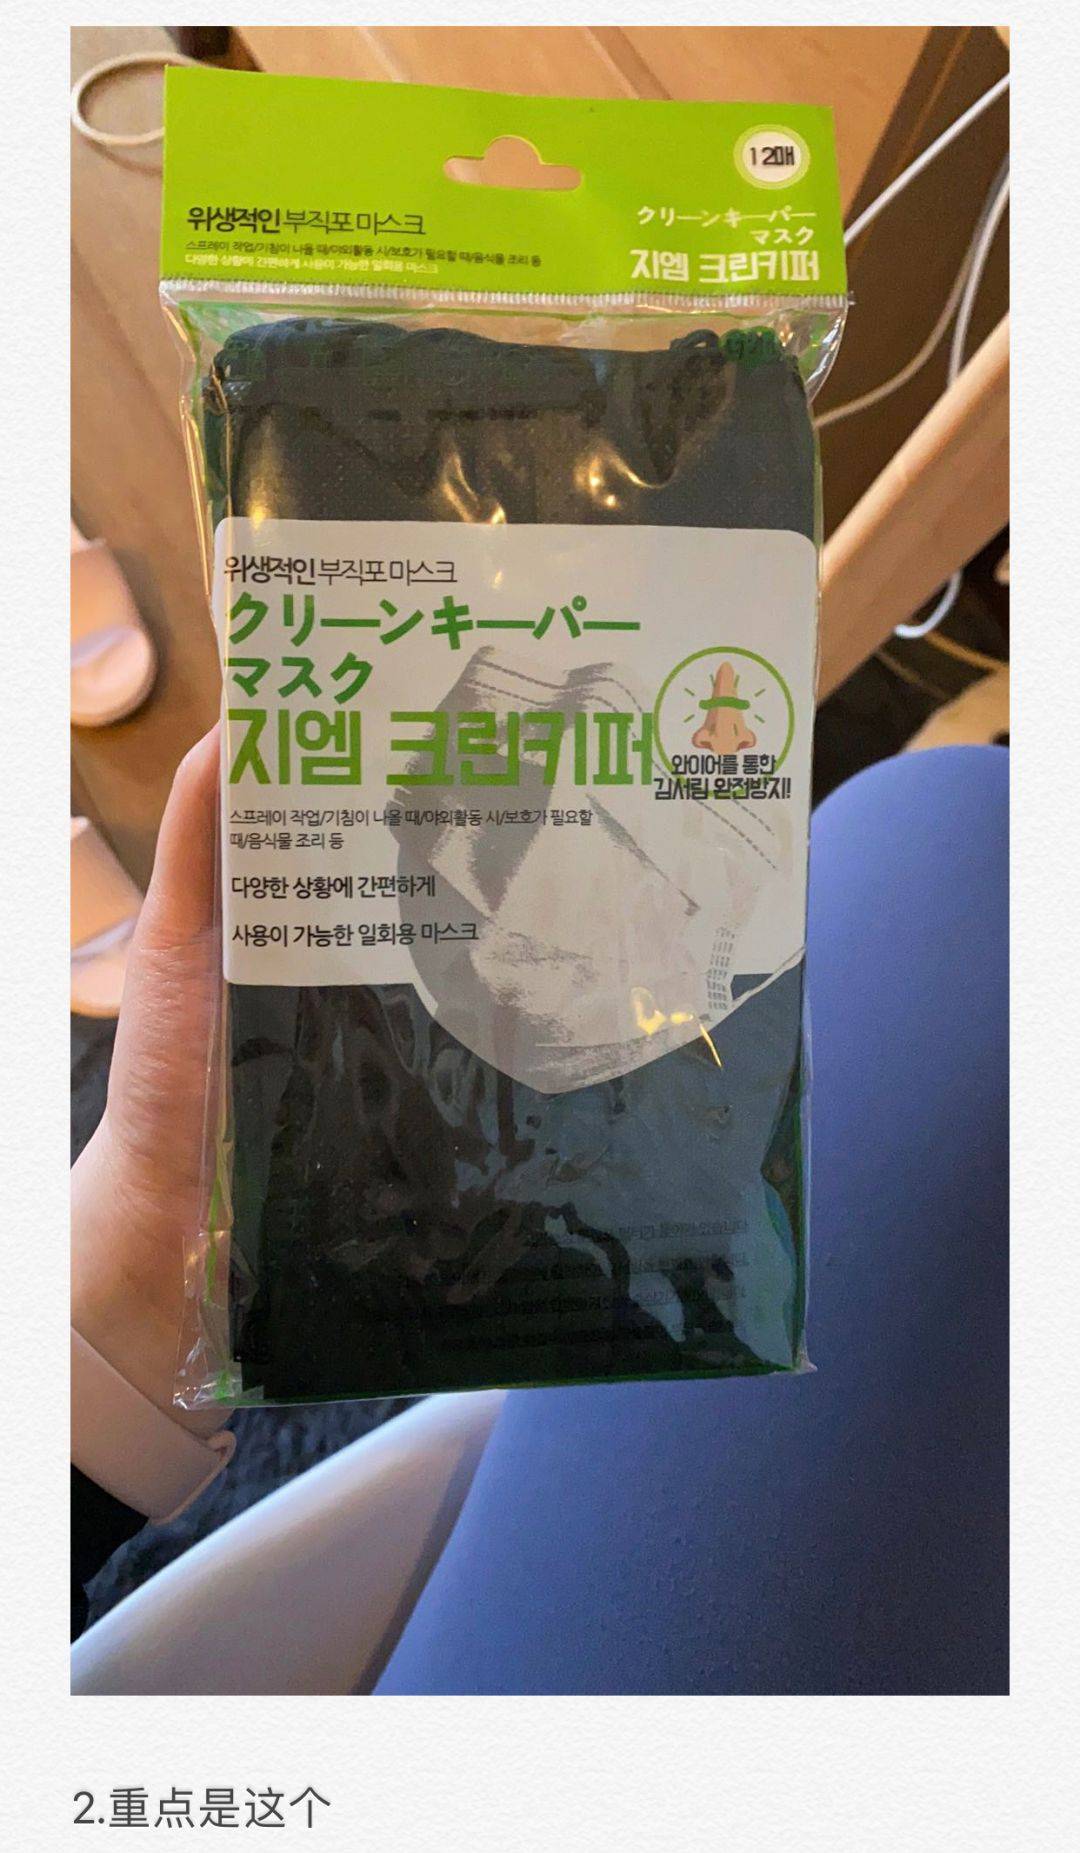 12매
위생적인 부직포 마스크
스프레이 작업/기침이 나올 때/야외활동 시/보호가 필요할 때/음식물 조리 등
다양한 상황에 간편하게 사용이 가능한 일회용 마스크
クリーンキーパー
マスク
지엠 크린키퍼
위생적인 부직포 마스크
クリーンキーパー
マスク
지엠 크린키퍼
와이어를 통한
김서림 완전방지!
스프레이 작업/기침이 나올 때/야외활동 시/보호가 필요할
때/음식물 조리 등
다양한 상황에 간편하게
사용이 가능한 일회용 마스크
2.重点是这个